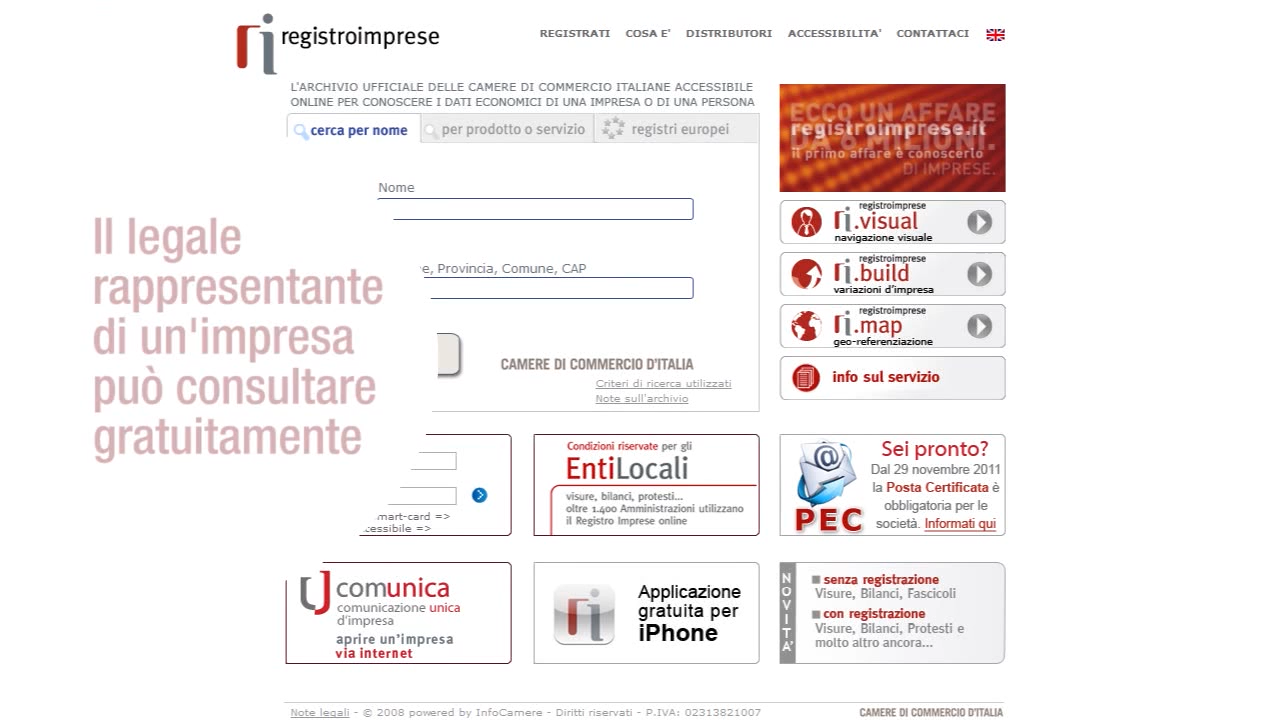 registroimprese
REGISTRATI COSA E' DISTRIBUTORI ACCESSIBILITA' CONTATTACI
L'ARCHIVIO UFFICIALE DELLE CAMERE DI COMMERCIO ITALIANE ACCESSIBILE
ONLINE PER CONOSCERE I DATI ECONOMICI DI UNA IMPRESA O DI UNA PERSONA
cerca per nome per prodotto o servizio registri europei
Nome
Provincia, Comune, CAP
CAMERE DI COMMERCIO D'ITALIA
Criteri di ricerca utilizzati
Note sull'archivio
Il legale
rappresentante
di un'impresa
può consultare
gratuitamente
ECCO UN AFFARE
registroimprese.it
DA 6 MILIONI.
il primo affare è conoscerlo
DI IMPRESE.
registroimprese
ri.visual
navigazione visuale
registroimprese
ri.build
variazioni d'impresa
registroimprese
ri.map
geo-referenziazione
info sul servizio
mart-card =>
cessibile =>
Condizioni riservate per gli
EntiLocali
visure, bilanci, protesti...
oltre 1.400 Amministrazioni utilizzano
il Registro Imprese online
Sei pronto?
Dal 29 novembre 2011
la Posta Certificata è
obbligatoria per le
società. Informati qui
PEC
comunica
comunicazione unica
d'impresa
aprire un'impresa
via internet
ri
Applicazione
gratuita per
iPhone
NOVITA'
senza registrazione
Visure, Bilanci, Fascicoli
con registrazione
Visure, Bilanci, Protesti e
molto altro ancora...
Note legali - © 2008 powered by InfoCamere - Diritti riservati - P.IVA: 02313821007
CAMERE DI COMMERCIO D'ITALIA